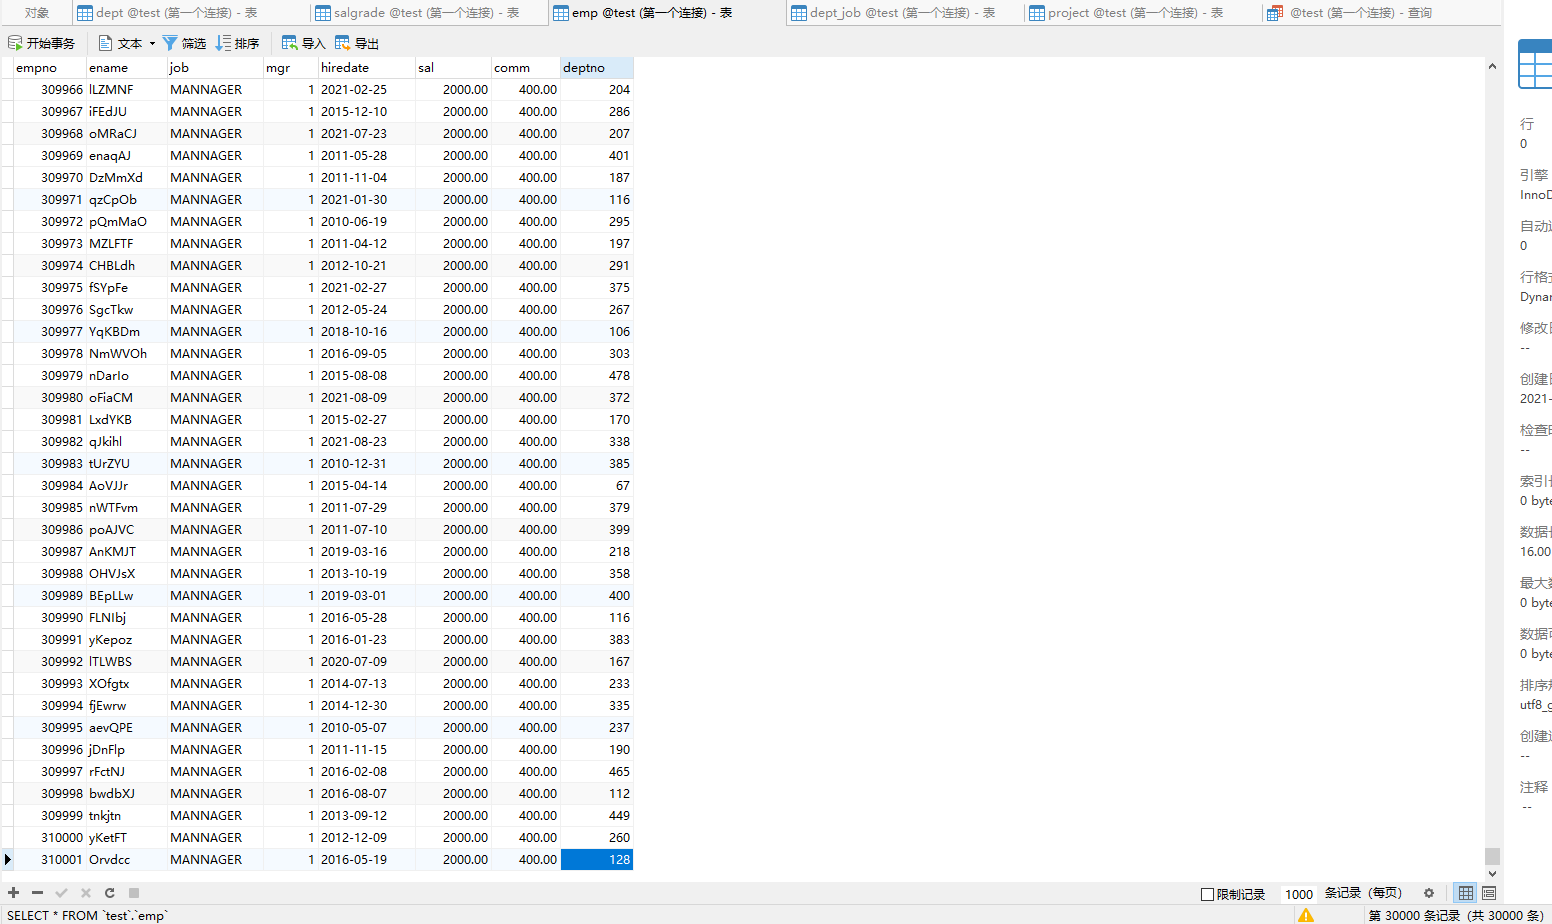 对象 dept @test (第一个连接) - 表 salgrade @test (第一个连接) - 表 emp @test (第一个连接) - 表 dept_job @test (第一个连接) - 表 project @test (第一个连接) - 表 @test (第一个连接) - 查询
开始事务 文本 筛选 排序 导入 导出
empno ename job mgr hiredate sal comm deptno
309966 lLZMNF MANNAGER 1 2021-02-25 2000.00 400.00 204
309967 iFEdJU MANNAGER 1 2015-12-10 2000.00 400.00 286
309968 oMRaCJ MANNAGER 1 2021-07-23 2000.00 400.00 207
309969 enaqAJ MANNAGER 1 2011-05-28 2000.00 400.00 401
309970 DzMmXd MANNAGER 1 2011-11-04 2000.00 400.00 187
309971 qzCpOb MANNAGER 1 2021-01-30 2000.00 400.00 116
309972 pQmMaO MANNAGER 1 2010-06-19 2000.00 400.00 295
309973 MZLFTF MANNAGER 1 2011-04-12 2000.00 400.00 197
309974 CHBLdh MANNAGER 1 2012-10-21 2000.00 400.00 291
309975 fSYpFe MANNAGER 1 2021-02-27 2000.00 400.00 375
309976 SgcTkw MANNAGER 1 2012-05-24 2000.00 400.00 267
309977 YqKBDm MANNAGER 1 2018-10-16 2000.00 400.00 106
309978 NmWVOh MANNAGER 1 2016-09-05 2000.00 400.00 303
309979 nDarIo MANNAGER 1 2015-08-08 2000.00 400.00 478
309980 oFiaCM MANNAGER 1 2021-08-09 2000.00 400.00 372
309981 LxdYKB MANNAGER 1 2015-02-27 2000.00 400.00 170
309982 qJkihl MANNAGER 1 2021-08-23 2000.00 400.00 338
309983 tUrZYU MANNAGER 1 2010-12-31 2000.00 400.00 385
309984 AoVJJr MANNAGER 1 2015-04-14 2000.00 400.00 67
309985 nWTFvm MANNAGER 1 2011-07-29 2000.00 400.00 379
309986 poAJVC MANNAGER 1 2011-07-10 2000.00 400.00 399
309987 AnKMJT MANNAGER 1 2019-03-16 2000.00 400.00 218
309988 OHVJsX MANNAGER 1 2013-10-19 2000.00 400.00 358
309989 BEpLLw MANNAGER 1 2019-03-01 2000.00 400.00 400
309990 FLNIbj MANNAGER 1 2016-05-28 2000.00 400.00 116
309991 yKepoz MANNAGER 1 2016-01-23 2000.00 400.00 383
309992 lTLWBS MANNAGER 1 2020-07-09 2000.00 400.00 167
309993 XOfgtx MANNAGER 1 2014-07-13 2000.00 400.00 233
309994 fjEwrw MANNAGER 1 2014-12-30 2000.00 400.00 335
309995 aevQPE MANNAGER 1 2010-05-07 2000.00 400.00 237
309996 jDnFlp MANNAGER 1 2011-11-15 2000.00 400.00 190
309997 rFctNJ MANNAGER 1 2016-02-08 2000.00 400.00 465
309998 bwdbXJ MANNAGER 1 2016-08-07 2000.00 400.00 112
309999 tnkjtn MANNAGER 1 2013-09-12 2000.00 400.00 449
310000 yKetFT MANNAGER 1 2012-12-09 2000.00 400.00 260
310001 Orvdcc MANNAGER 1 2016-05-19 2000.00 400.00 128
限制记录 1000 条记录 (每页)
SELECT * FROM `test`.`emp` 第 30000 条记录 (共 30000 条)
行
0
引擎
InnoD
自动
0
行格
Dynar
修改
--
创建
2021-
检查
--
索引
0 byte
数据
16.00
最大
0 byte
数据
0 byte
排序
utf8_g
创建
--
注释
--